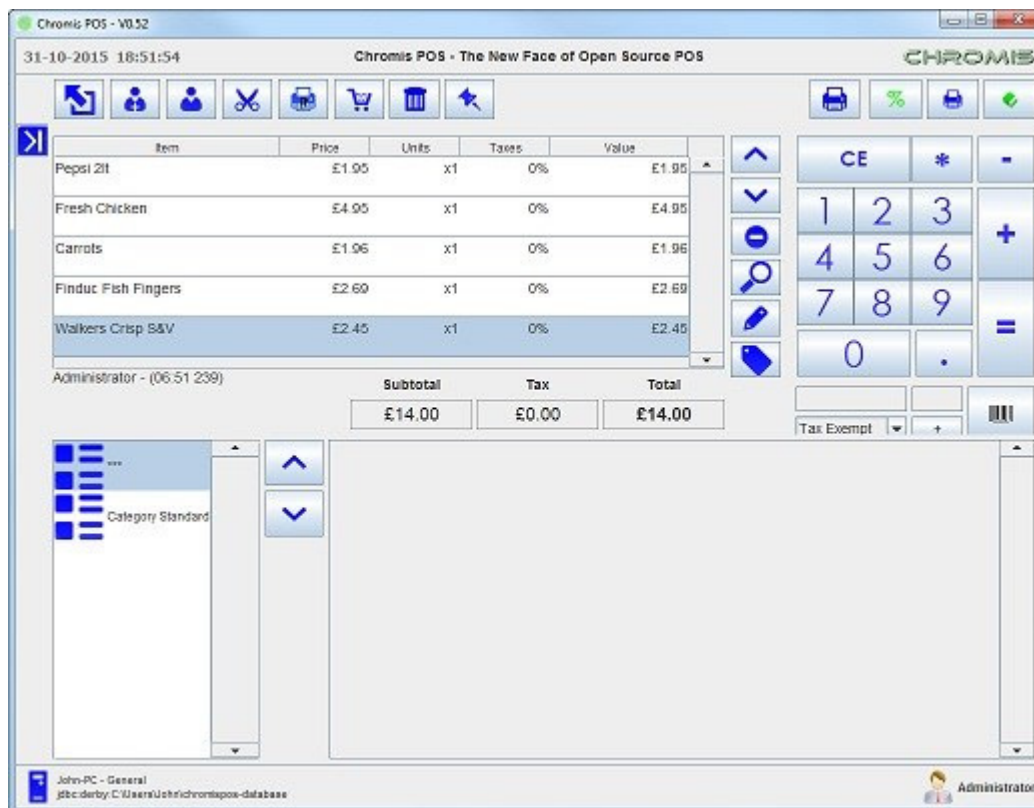 Chromis POS - V0.52
31-10-2015 18:51:54 Chromis POS - The New Face of Open Source POS CHROMIS
%
Item Price Units Taxes Value
Pepsi 2lt £1.95 x1 0% £1.95
Fresh Chicken £4.95 x1 0% £4.95
Carrots £1.96 x1 0% £1.96
Finduc Fish Fingers £2.69 x1 0% £2.69
Walkers Crisp S&V £2.45 x1 0% £2.45
Administrator - (06:51 239)
Subtotal Tax Total
£14.00 £0.00 £14.00
CE * -
1 2 3 +
4 5 6
7 8 9 =
0 .
Tax Exempt +
---
Category Standard
John-PC - General
jdbc:derby:C:\Users\John\chromispos-database
Administrator